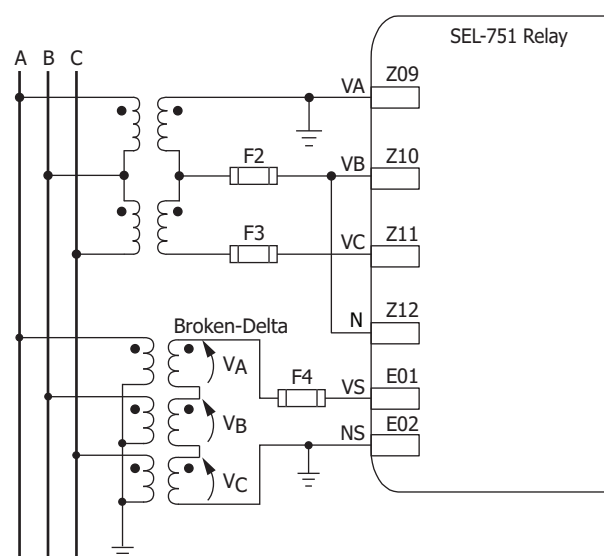 SEL-751 Relay
A B C
VA Z09
F2 VB Z10
F3 VC Z11
N Z12
Broken-Delta
VA
F4 VS E01
VB
NS E02
VC